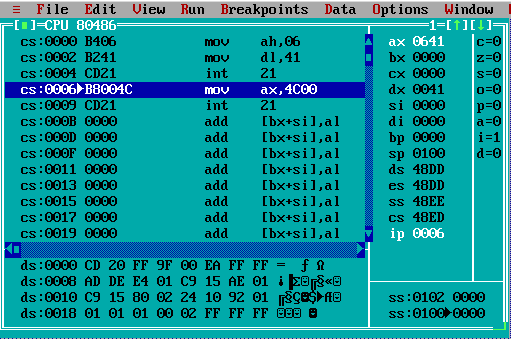 ≡ File Edit View Run Breakpoints Data Options Window
[■]=CPU 80486 1=[↑][↓]
cs:0000 B406 mov ah,06 ax 0641 c=0
cs:0002 B241 mov dl,41 bx 0000 z=0
cs:0004 CD21 int 21 cx 0000 s=0
cs:0006►B8004C mov ax,4C00 dx 0041 o=0
cs:0009 CD21 int 21 si 0000 p=0
cs:000B 0000 add [bx+si],al di 0000 a=0
cs:000D 0000 add [bx+si],al bp 0000 i=1
cs:000F 0000 add [bx+si],al sp 0100 d=0
cs:0011 0000 add [bx+si],al ds 48DD
cs:0013 0000 add [bx+si],al es 48DD
cs:0015 0000 add [bx+si],al ss 48EE
cs:0017 0000 add [bx+si],al cs 48ED
cs:0019 0000 add [bx+si],al ip 0006
ds:0000 CD 20 FF 9F 00 EA FF FF = ƒ Ω
ds:0008 AD DE E4 01 C9 15 AE 01 ¡▐Σ☺╔§«☺
ds:0010 C9 15 80 02 24 10 92 01 ╔§Ç☻$►Æ☺ ss:0102 0000
ds:0018 01 01 01 00 02 FF FF FF ☺☺☺ ☻ ss:0100►0000